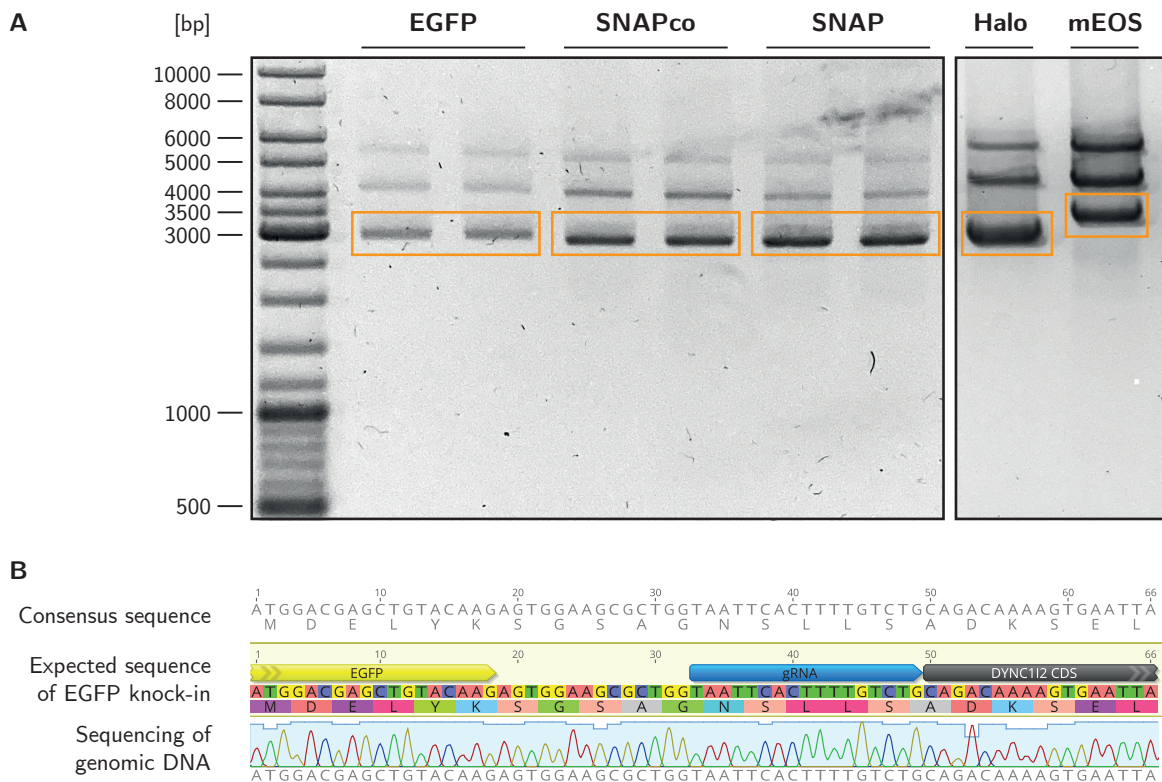 A
[bp]
EGFP SNAPco SNAP Halo mEOS
10000
8000
6000
5000
4000
3500
3000
1000
500
B
1 10 20 30 40 50 60 66
Consensus sequence
ATGGACGAGCTGTACAAGAGTGGAAGCGCTGGTAATTCACTTTTGTCTGCAGACAAAAGTGAATTA
M D E L Y K S G S A G N S L L S A D K S E L
1 10 20 30 40 50 60 66
Expected sequence
of EGFP knock-in
EGFP gRNA DYNC1I2 CDS
ATGGACGAGCTGTACAAGAGTGGAAGCGCTGGTAATTCACTTTTGTCTGCAGACAAAAGTGAATTA
M D E L Y K S G S A G N S L L S A D K S E L
Sequencing of
genomic DNA
ATGGACGAGCTGTACAAGAGTGGAAGCGCTGGTAATTCACTTTTGTCTGCAGACAAAAGTGAATTA